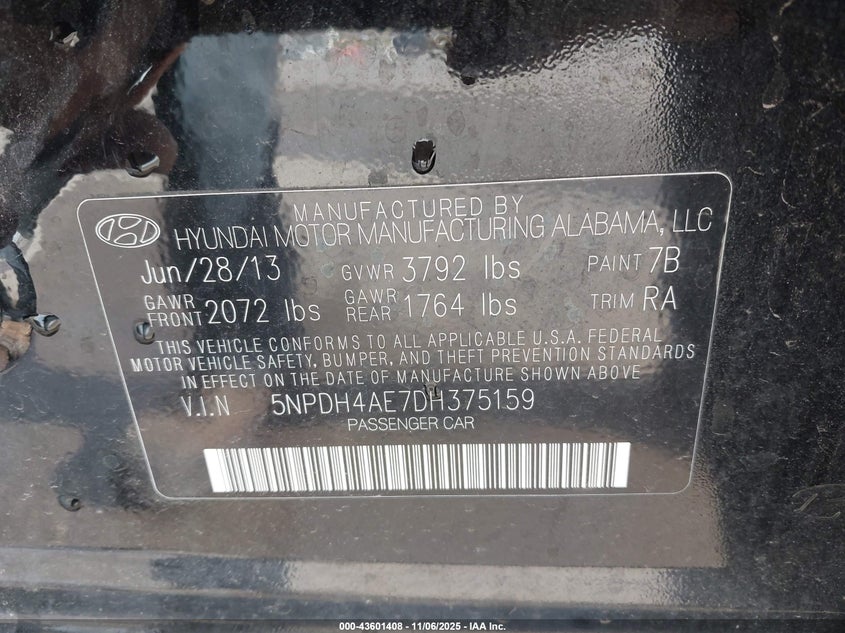 MANUFACTURED BY
HYUNDAI MOTOR MANUFACTURING ALABAMA, LLC
Jun/28/13 GVWR 3792 lbs PAINT 7B
GAWR FRONT 2072 lbs GAWR REAR 1764 lbs TRIM RA
THIS VEHICLE CONFORMS TO ALL APPLICABLE U.S.A. FEDERAL
MOTOR VEHICLE SAFETY, BUMPER, AND THEFT PREVENTION STANDARDS
IN EFFECT ON THE DATE OF MANUFACTURE SHOWN ABOVE
V.I.N 5NPDH4AE7DH375159
PASSENGER CAR
000-43601408 - 11/06/2025 - IAA Inc.